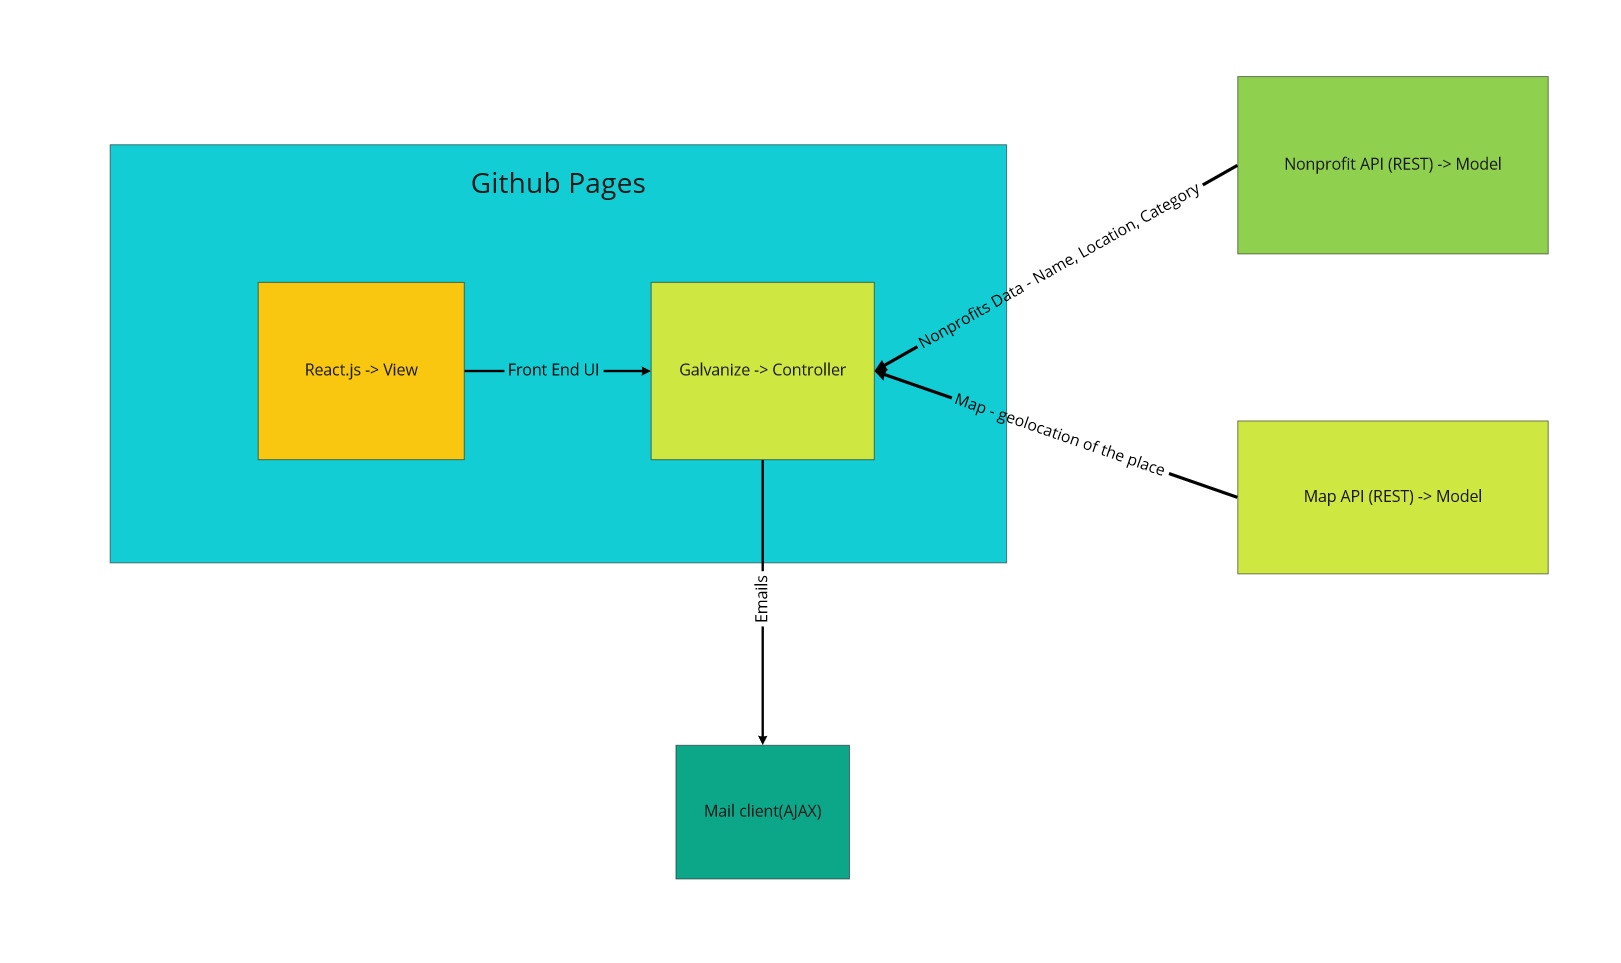 Github Pages
Nonprofit API (REST) -> Model
Nonprofits Data - Name, Location, Category
React.js -> View
Front End UI
Galvanize -> Controller
Map - geolocation of the place
Map API (REST) -> Model
Emails
Mail client(AJAX)